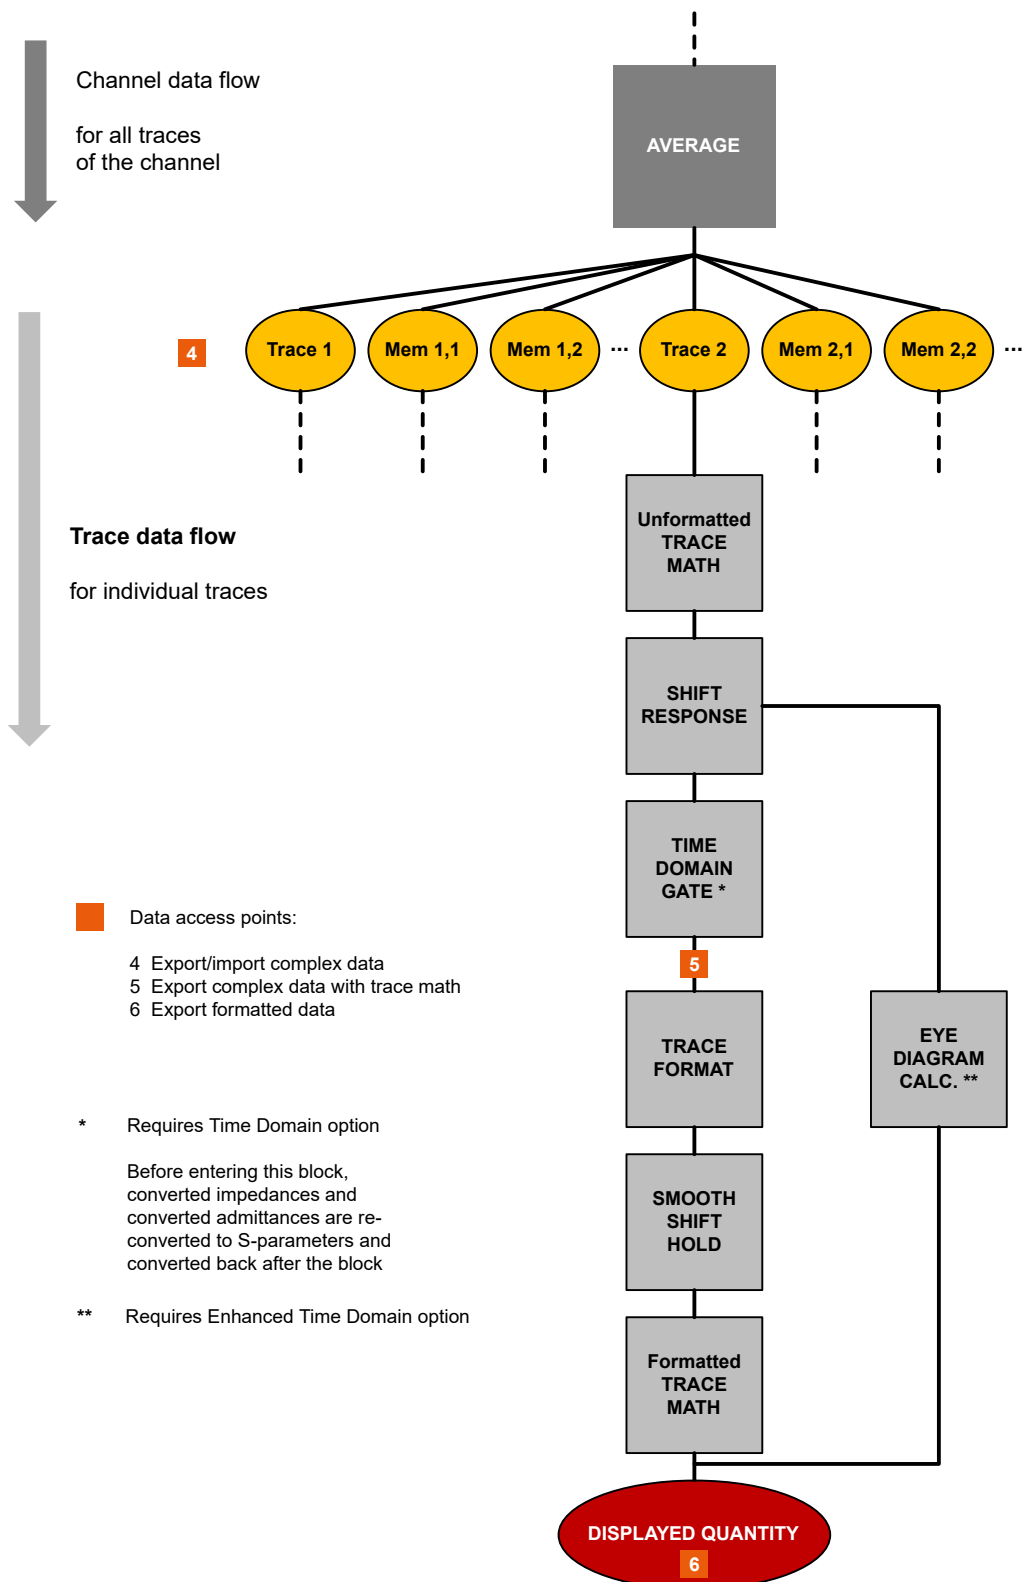 Channel data flow
for all traces
of the channel
AVERAGE
4
Trace 1
Mem 1,1
Mem 1,2
...
Trace 2
Mem 2,1
Mem 2,2
...
Trace data flow
for individual traces
Unformatted
TRACE
MATH
SHIFT
RESPONSE
TIME
DOMAIN
GATE *
5
TRACE
FORMAT
EYE
DIAGRAM
CALC. **
SMOOTH
SHIFT
HOLD
Formatted
TRACE
MATH
DISPLAYED QUANTITY
6
Data access points:
4 Export/import complex data
5 Export complex data with trace math
6 Export formatted data
* Requires Time Domain option
Before entering this block,
converted impedances and
converted admittances are re-
converted to S-parameters and
converted back after the block
** Requires Enhanced Time Domain option